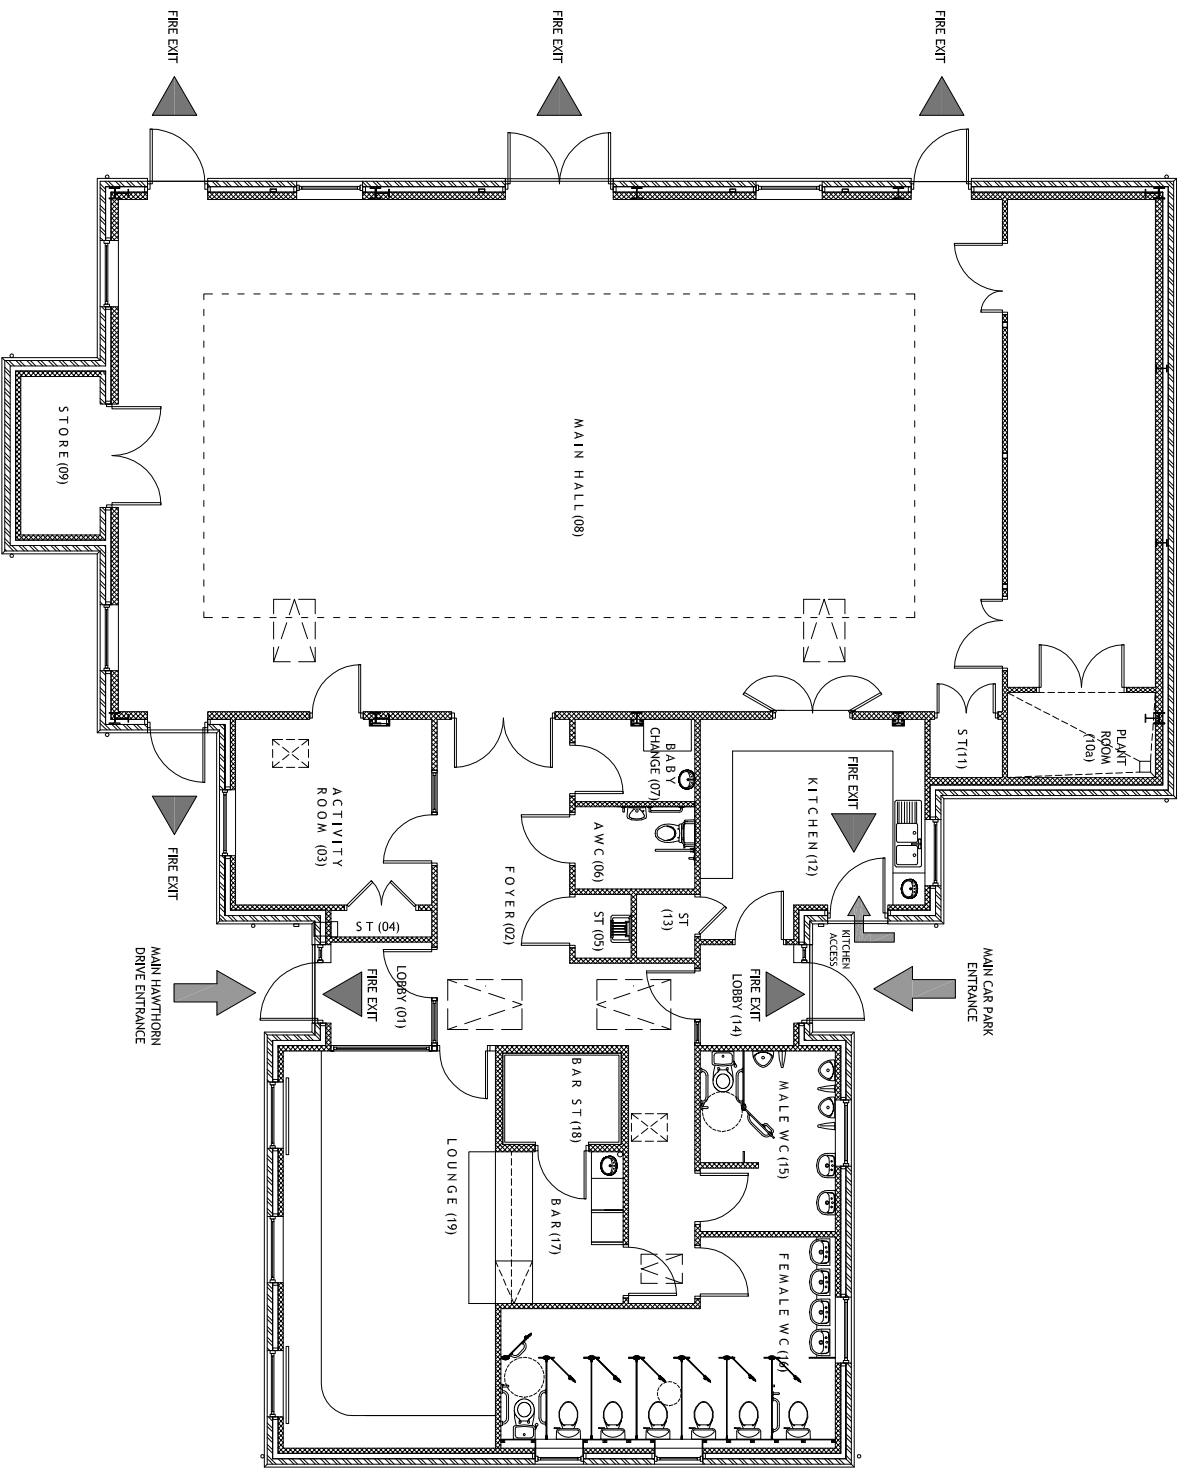 FIRE EXIT
FIRE EXIT
FIRE EXIT
STORE (09)
MAIN HALL (08)
PLANT
ROOM
(10a)
ST(11)
BABY
CHANGE (07)
KITCHEN (12)
FIRE EXIT
ACTIVITY
ROOM (03)
AWC (06)
FIRE EXIT
FOYER (02)
ST (05)
ST
(13)
ST (04)
KITCHEN
ACCESS
MAIN HAWTHORN
DRIVE ENTRANCE
FIRE EXIT
LOBBY (01)
FIRE EXIT
LOBBY (14)
MAIN CAR PARK
ENTRANCE
BAR ST (18)
MALE WC (15)
LOUNGE (19)
BAR (17)
FEMALE WC (16)